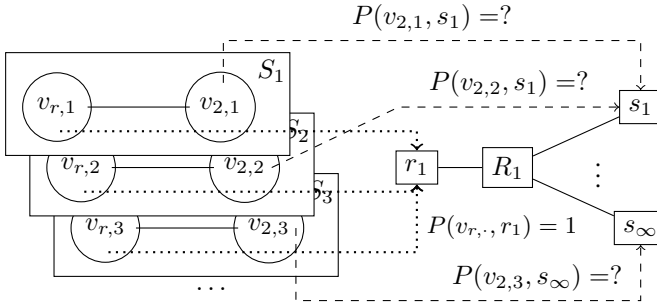 P(v_{2,1}, s_1) =?
S_1
v_{r,1} v_{2,1}
P(v_{2,2}, s_1) =?
s_1
S_2
v_{r,2} v_{2,2}
r_1 R_1
⋮
S_3
v_{r,3} v_{2,3}
P(v_{r,·}, r_1) = 1
s_∞
P(v_{2,3}, s_∞) =?
...